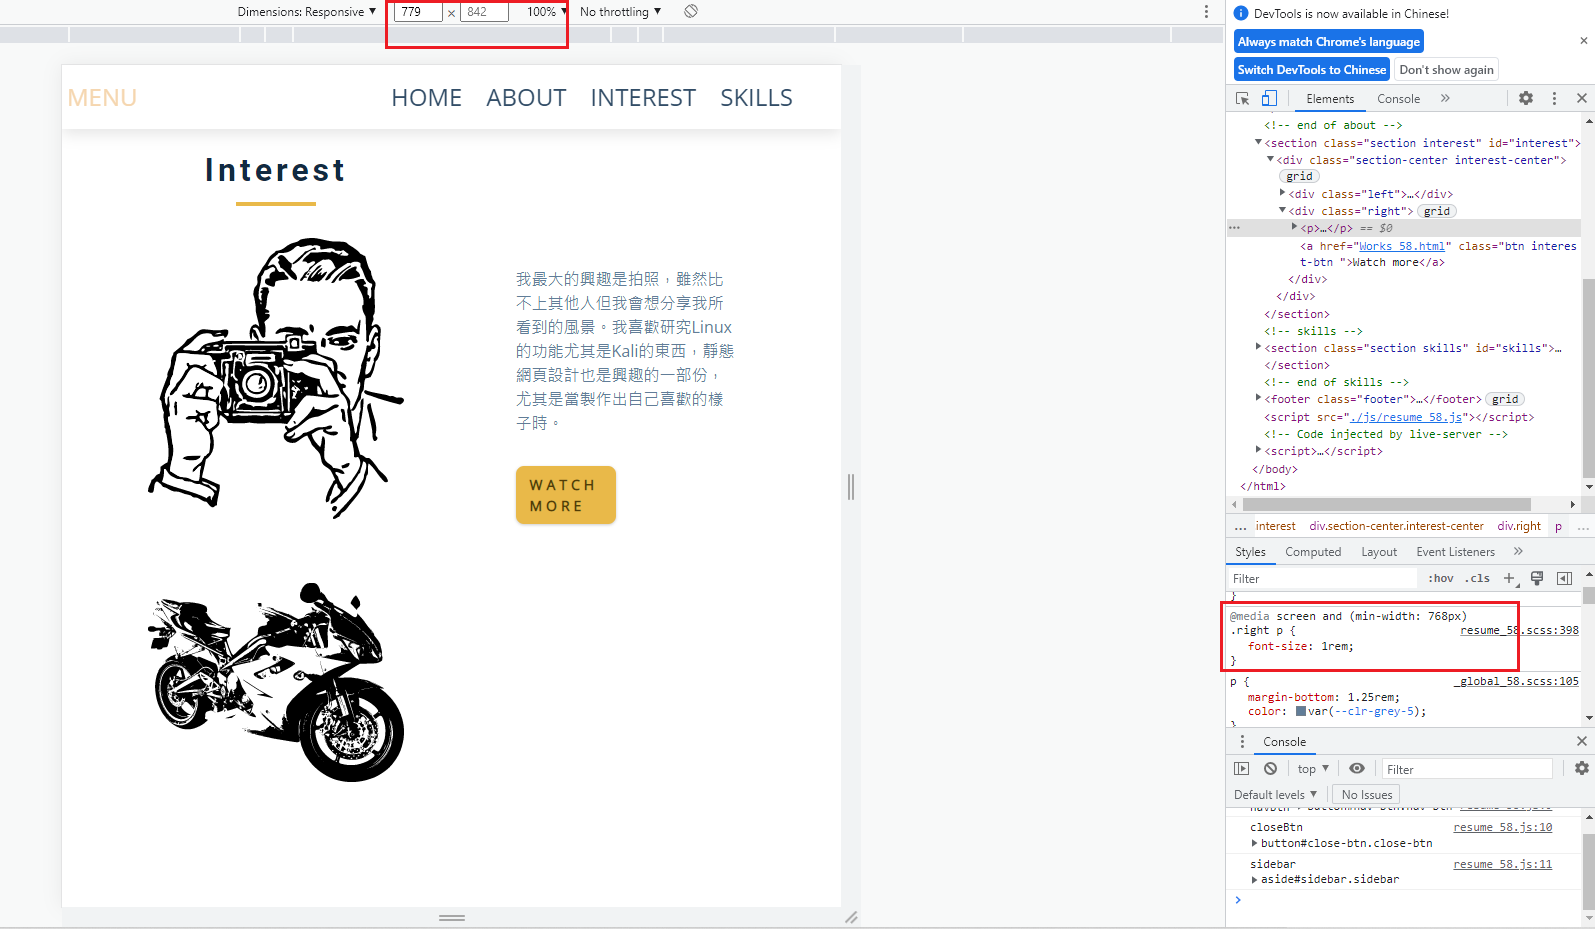 Dimensions: Responsive ▼ 779 × 842 100% ▼ No throttling ▼
MENU HOME ABOUT INTEREST SKILLS
Interest
我最大的興趣是拍照，雖然比
不上其他人但我會想分享我所
看到的風景。我喜歡研究Linux
的功能尤其是Kali的東西，靜態
網頁設計也是興趣的一部份，
尤其是當製作出自己喜歡的樣
子時。
WATCH
MORE
DevTools is now available in Chinese!
Always match Chrome's language
Switch DevTools to Chinese Don't show again
Elements Console »
<!-- end of about -->
<section class="section interest" id="interest">
<div class="section-center interest-center">
grid
<div class="left">…</div>
<div class="right"> grid
<p>…</p> == $0
<a href="Works_58.html" class="btn interes
t-btn ">Watch more</a>
</div>
</div>
</section>
<!-- skills -->
<section class="section skills" id="skills">…
</section>
<!-- end of skills -->
<footer class="footer">…</footer> grid
<script src="./js/resume_58.js"></script>
<!-- Code injected by live-server -->
<script>…</script>
</body>
</html>
… interest div.section-center.interest-center div.right p …
Styles Computed Layout Event Listeners »
Filter :hov .cls +
}
@media screen and (min-width: 768px)
.right p { resume_58.scss:398
font-size: 1rem;
}
p { _global_58.scss:105
margin-bottom: 1.25rem;
color: var(--clr-grey-5);
}
Console
top ▼ Filter
Default levels ▼ No Issues
closeBtn resume_58.js:10
button#close-btn.close-btn
sidebar resume_58.js:11
aside#sidebar.sidebar
>